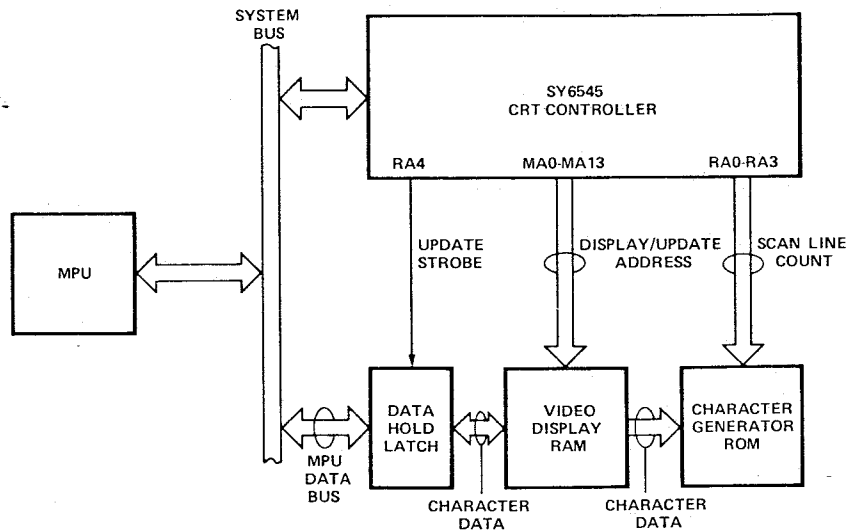 SYSTEM
BUS
SY6545
CRT CONTROLLER
RA4
MA0-MA13
RA0-RA3
MPU
UPDATE
STROBE
DISPLAY/UPDATE
ADDRESS
SCAN LINE
COUNT
DATA
HOLD
LATCH
VIDEO
DISPLAY
RAM
CHARACTER
GENERATOR
ROM
MPU
DATA
BUS
CHARACTER
DATA
CHARACTER
DATA